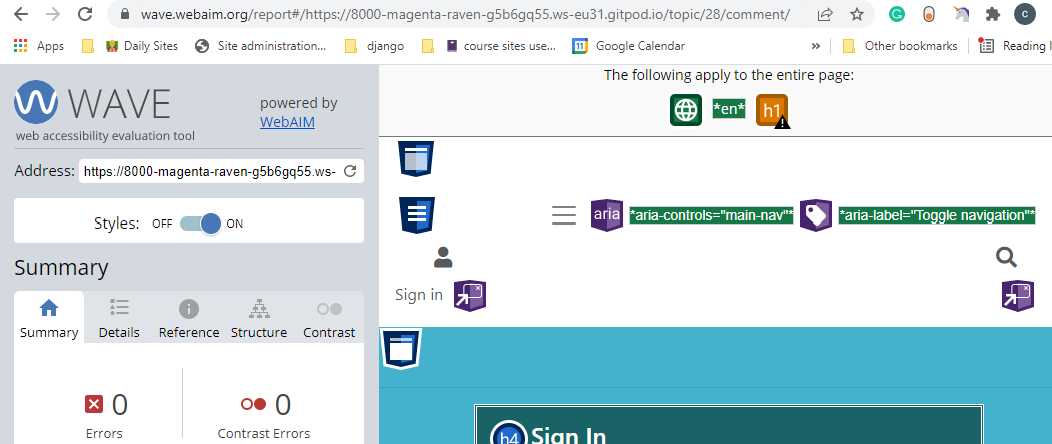 wave.webaim.org/report#/https://8000-magenta-raven-g5b6gq55.ws-eu31.gitpod.io/topic/28/comment/
G
c
Apps Daily Sites Site administration... django course sites use... 11 Google Calendar » Other bookmarks Reading l
The following apply to the entire page:
WAVE
powered by
WebAIM
web accessibility evaluation tool
*en* h1
Address: https://8000-magenta-raven-g5b6gq55.ws-
Styles: OFF ON
aria *aria-controls="main-nav"* *aria-label="Toggle navigation"*
Summary
Sign in
Summary Details Reference Structure Contrast
0 0
Errors Contrast Errors
h4 Sign In